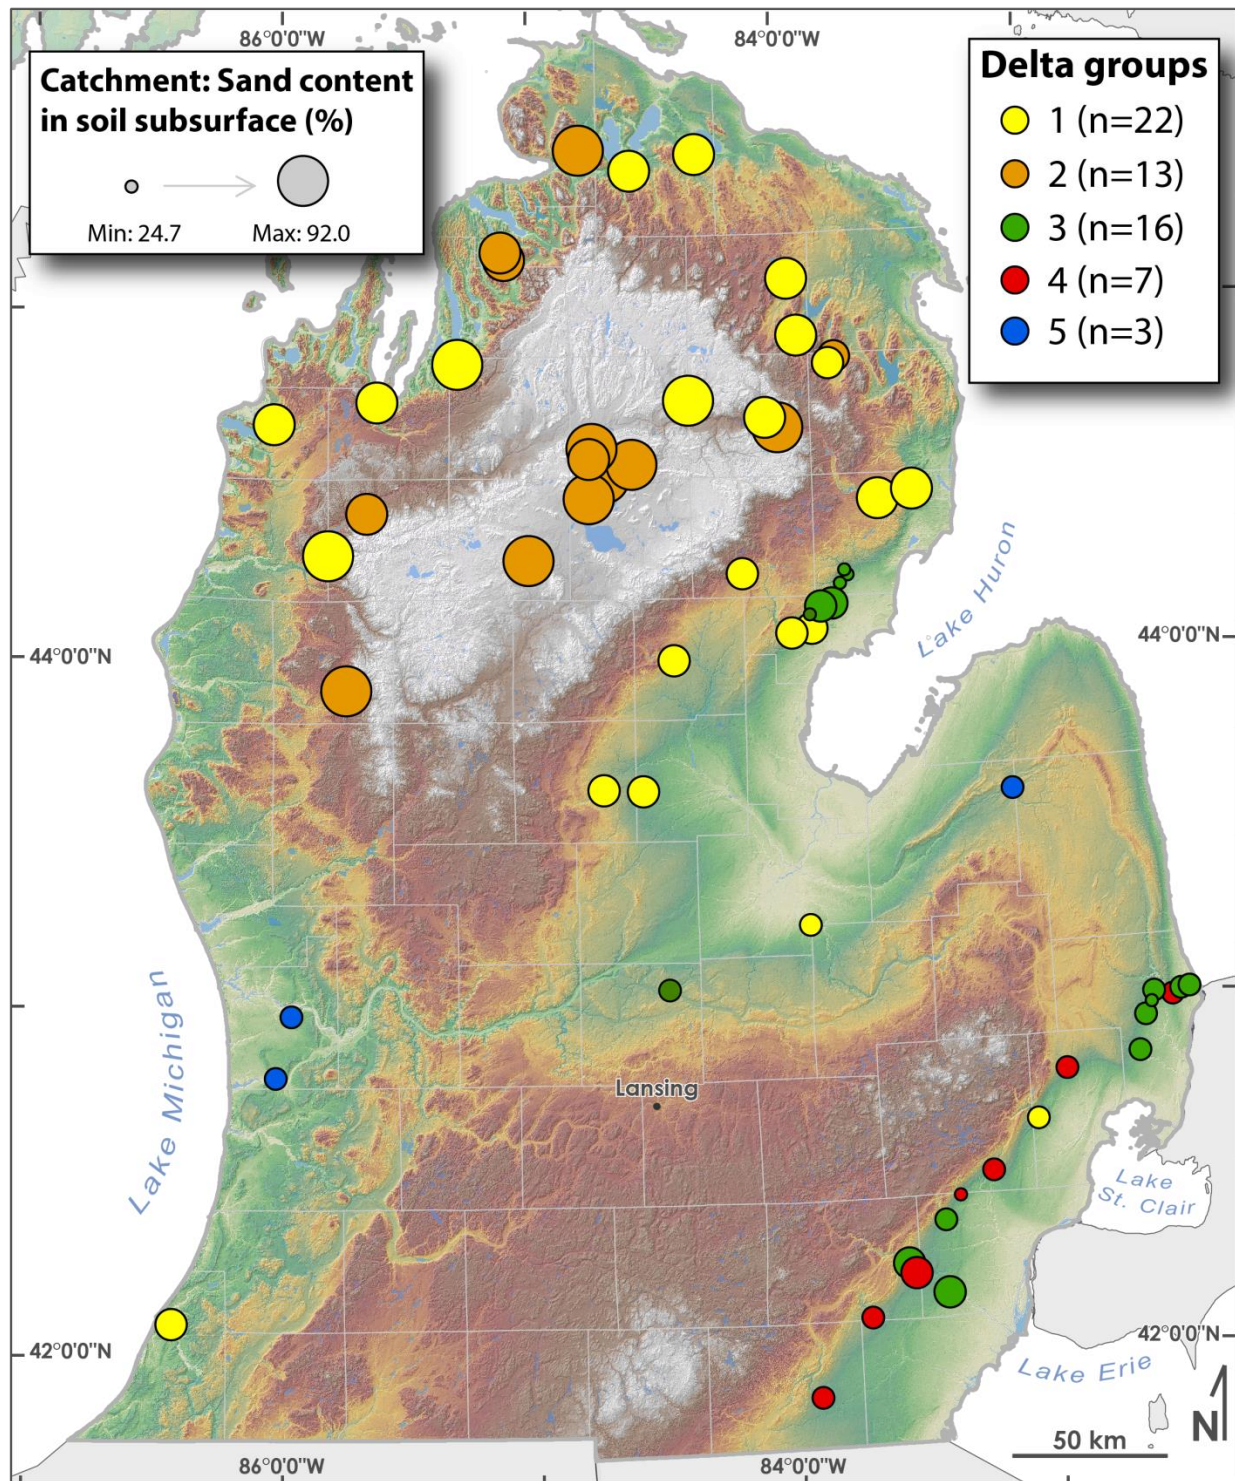 86°0'0"W
84°0'0"W
Catchment: Sand content
in soil subsurface (%)
Min: 24.7
Max: 92.0
Delta groups
1 (n=22)
2 (n=13)
3 (n=16)
4 (n=7)
5 (n=3)
Lake Huron
44°0'0"N
44°0'0"N
Lake Michigan
Lansing
Lake
St. Clair
42°0'0"N
42°0'0"N
Lake Erie
N
50 km
86°0'0"W
84°0'0"W